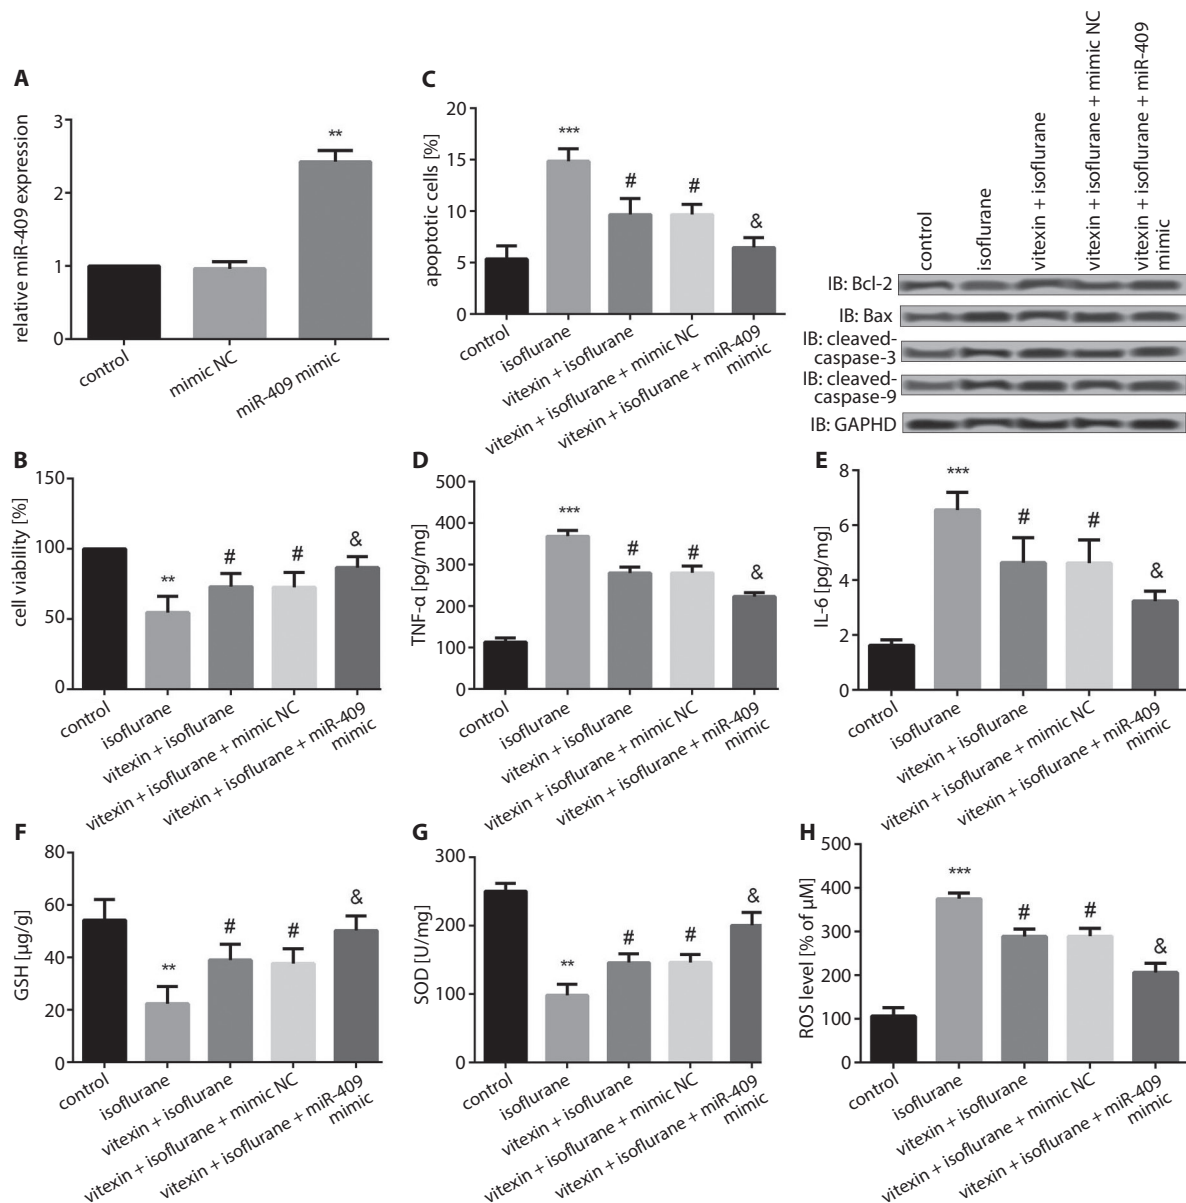 A
relative miR-409 expression
3
2
1
0
**
control
mimic NC
miR-409 mimic
C
apoptotic cells [%]
20
15
10
5
0
***
#
#
&
control
isoflurane
vitexin + isoflurane
vitexin + isoflurane + mimic NC
vitexin + isoflurane + miR-409
mimic
control
isoflurane
vitexin + isoflurane
vitexin + isoflurane + mimic NC
vitexin + isoflurane + miR-409
mimic
IB: Bcl-2
IB: Bax
IB: cleaved-
caspase-3
IB: cleaved-
caspase-9
IB: GAPHD
B
cell viability [%]
150
100
50
0
**
#
#
&
control
isoflurane
vitexin + isoflurane
vitexin + isoflurane + mimic NC
vitexin + isoflurane + miR-409
mimic
D
TNF-α [pg/mg]
500
400
300
200
100
0
***
#
#
&
control
isoflurane
vitexin + isoflurane
vitexin + isoflurane + mimic NC
vitexin + isoflurane + miR-409
mimic
E
IL-6 [pg/mg]
8
6
4
2
0
***
#
#
&
control
isoflurane
vitexin + isoflurane
vitexin + isoflurane + mimic NC
vitexin + isoflurane + miR-409
mimic
F
GSH [µg/g]
80
60
40
20
0
**
#
#
&
control
isoflurane
vitexin + isoflurane
vitexin + isoflurane + mimic NC
vitexin + isoflurane + miR-409
mimic
G
SOD [U/mg]
300
200
100
0
**
#
#
&
control
isoflurane
vitexin + isoflurane
vitexin + isoflurane + mimic NC
vitexin + isoflurane + miR-409
mimic
H
ROS level [% of µM]
500
400
300
200
100
0
***
#
#
&
control
isoflurane
vitexin + isoflurane
vitexin + isoflurane + mimic NC
vitexin + isoflurane + miR-409
mimic